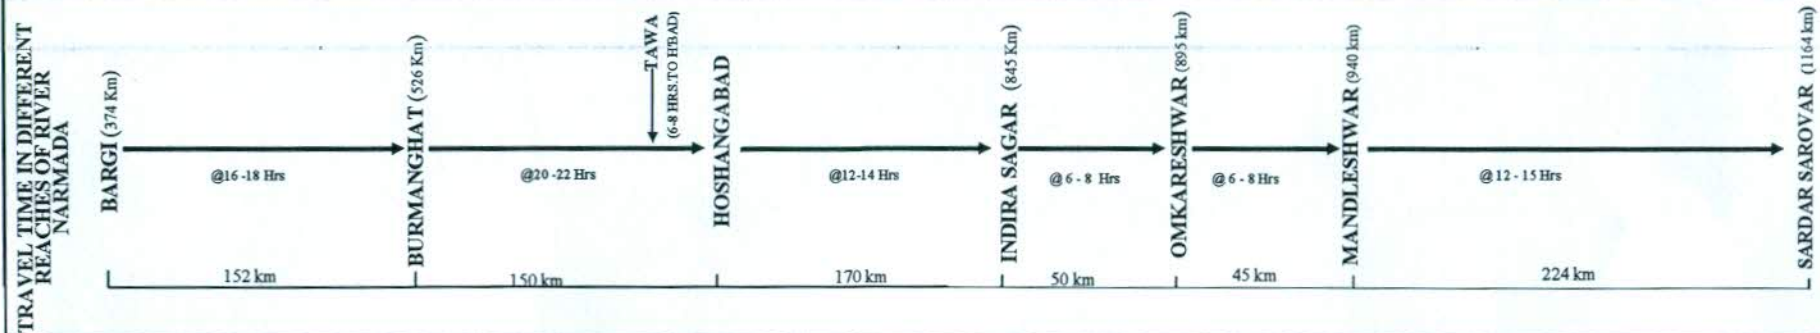 TRAVEL TIME IN DIFFERENT
REACHES OF RIVER
NARMADA
BARGI (374 Km)
@16 -18 Hrs
BURMANGHAT (526 Km)
@20 -22 Hrs
TAWA
(6-8 HRS.TO H'BAD)
HOSHANGABAD
@12-14 Hrs
INDIRA SAGAR (845 Km)
@ 6 - 8 Hrs
OMKARESHWAR (895 km)
@ 6 - 8 Hrs
MANDLESHWAR (940 km)
@ 12 - 15 Hrs
SARDAR SAROVAR (1164 km)
152 km
150 km
170 km
50 km
45 km
224 km